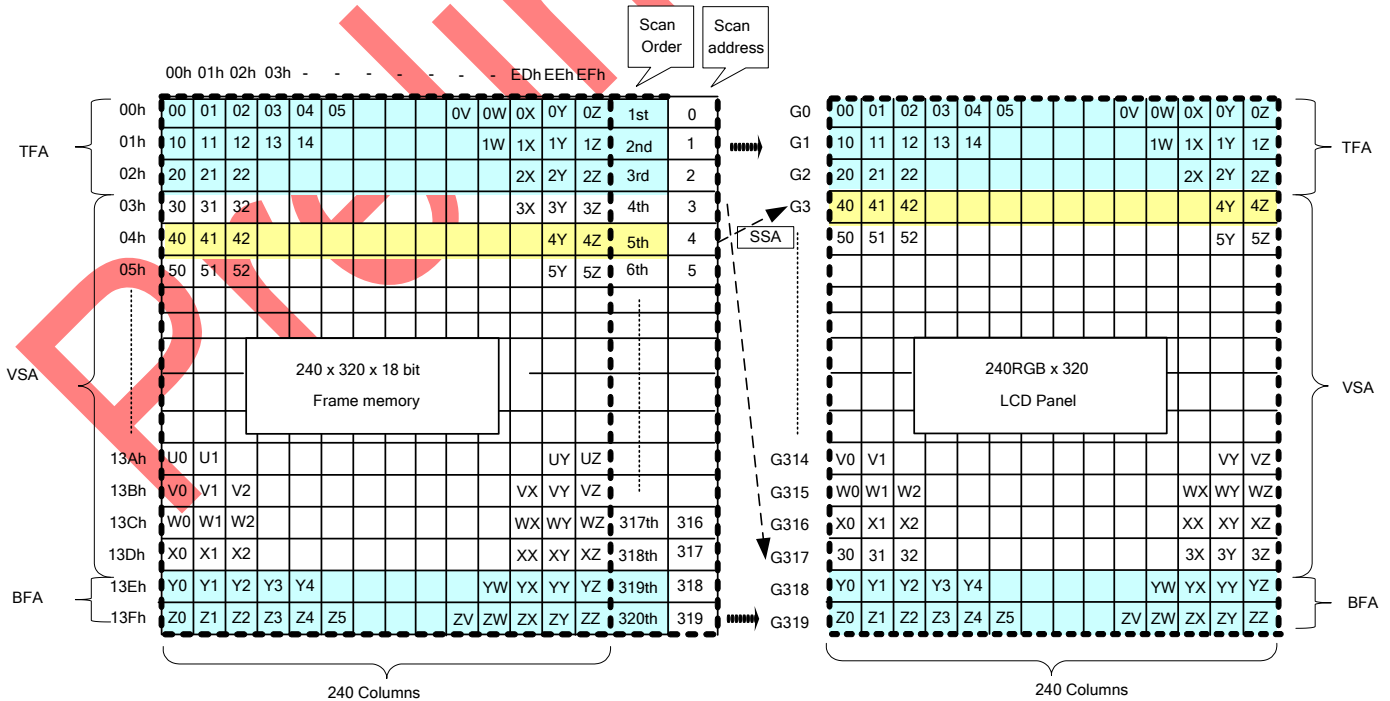 Scan Order
Scan address
00h 01h 02h 03h - - - - - - EDh EEh EFh
TFA
00h 00 01 02 03 04 05 0V 0W 0X 0Y 0Z 1st 0
01h 10 11 12 13 14 1W 1X 1Y 1Z 2nd 1
02h 20 21 22 2X 2Y 2Z 3rd 2
VSA
03h 30 31 32 3X 3Y 3Z 4th 3
04h 40 41 42 4Y 4Z 5th 4
SSA
05h 50 51 52 5Y 5Z 6th 5
240 x 320 x 18 bit
Frame memory
13Ah U0 U1 UY UZ
13Bh V0 V1 V2 VX VY VZ
13Ch W0 W1 W2 WX WY WZ 317th 316
13Dh X0 X1 X2 XX XY XZ 318th 317
BFA
13Eh Y0 Y1 Y2 Y3 Y4 YW YX YY YZ 319th 318
13Fh Z0 Z1 Z2 Z3 Z4 Z5 ZV ZW ZX ZY ZZ 320th 319
240 Columns
G0 00 01 02 03 04 05 0V 0W 0X 0Y 0Z
G1 10 11 12 13 14 1W 1X 1Y 1Z
TFA
G2 20 21 22 2X 2Y 2Z
G3 40 41 42 4Y 4Z
50 51 52 5Y 5Z
240RGB x 320
LCD Panel
VSA
G314 V0 V1 VY VZ
G315 W0 W1 W2 WX WY WZ
G316 X0 X1 X2 XX XY XZ
G317 30 31 32 3X 3Y 3Z
G318 Y0 Y1 Y2 Y3 Y4 YW YX YY YZ
BFA
G319 Z0 Z1 Z2 Z3 Z4 Z5 ZV ZW ZX ZY ZZ
240 Columns